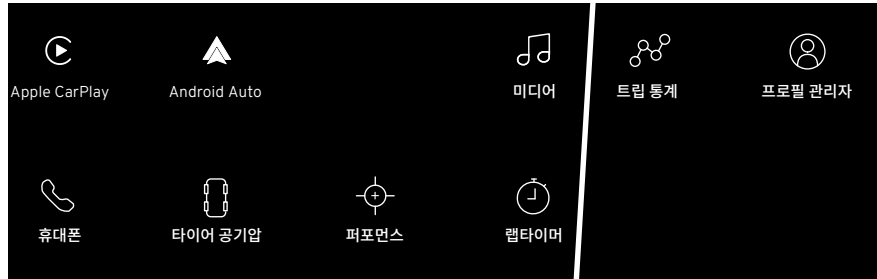 Apple CarPlay
Android Auto
미디어
트립 통계
프로필 관리자
휴대폰
타이어 공기압
퍼포먼스
랩타이머